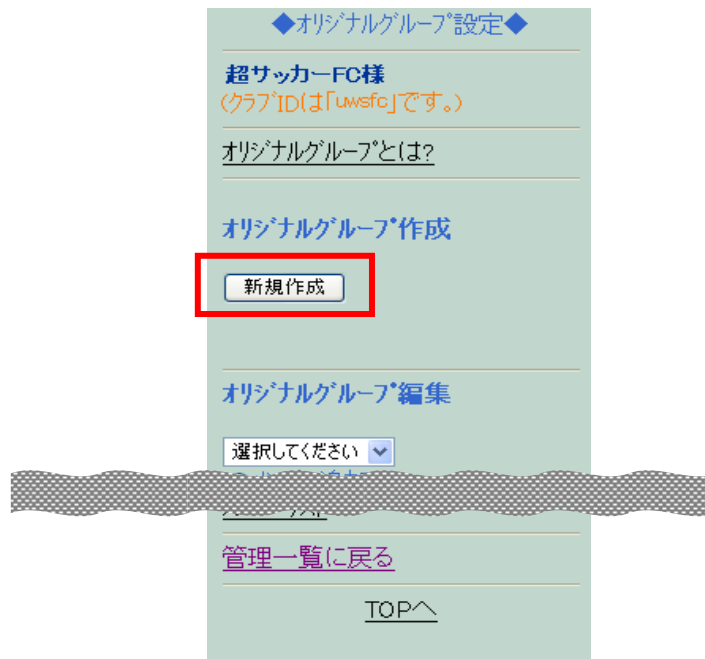 ◆オリジナルグループ設定◆
超サッカーFC様
(クラブIDは「uwsfc」です。)
オリジナルグループとは?
オリジナルグループ作成
新規作成
オリジナルグループ編集
選択してください
管理一覧に戻る
TOPへ